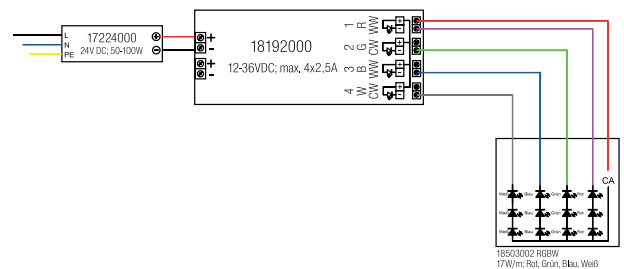 L
N
PE
17224000
24V DC; 50-100W
+
-
+
-
+
-
18192000
12-36VDC; max. 4x2,5A
1 R WW
2 G CW
3 B WW
4 W CW
+
-
+
-
+
-
+
-
CA
Weiß Blau Grün Rot
Weiß Blau Grün Rot
Weiß Blau Grün Rot
18503002 RGBW
17W/m; Rot, Grün, Blau, Weiß